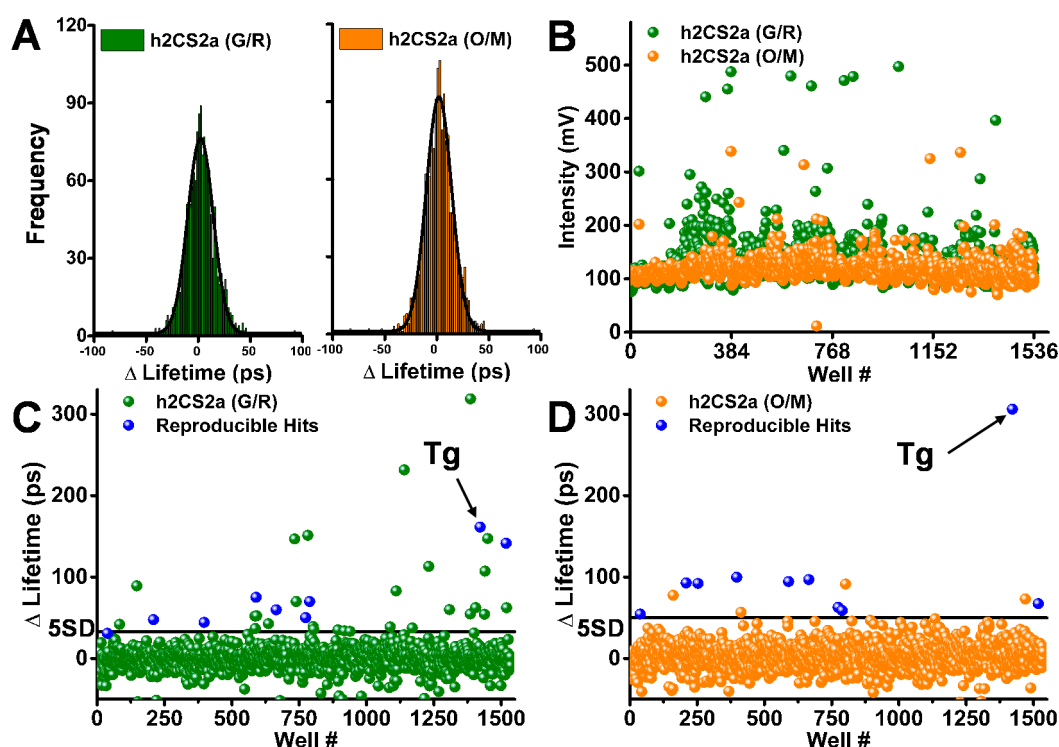 A
h2CS2a (G/R)
h2CS2a (O/M)
Frequency
120
90
60
30
0
-100 -50 0 50 100
-100 -50 0 50 100
Δ Lifetime (ps)
Δ Lifetime (ps)
B
h2CS2a (G/R)
h2CS2a (O/M)
Intensity (mV)
500
400
300
200
100
0
0 384 768 1152 1536
Well #
C
h2CS2a (G/R)
Reproducible Hits
Tg
Δ Lifetime (ps)
300
200
100
5SD
0
0 250 500 750 1000 1250 1500
Well #
D
h2CS2a (O/M)
Reproducible Hits
Tg
Δ Lifetime (ps)
300
200
100
5SD
0
0 250 500 750 1000 1250 1500
Well #